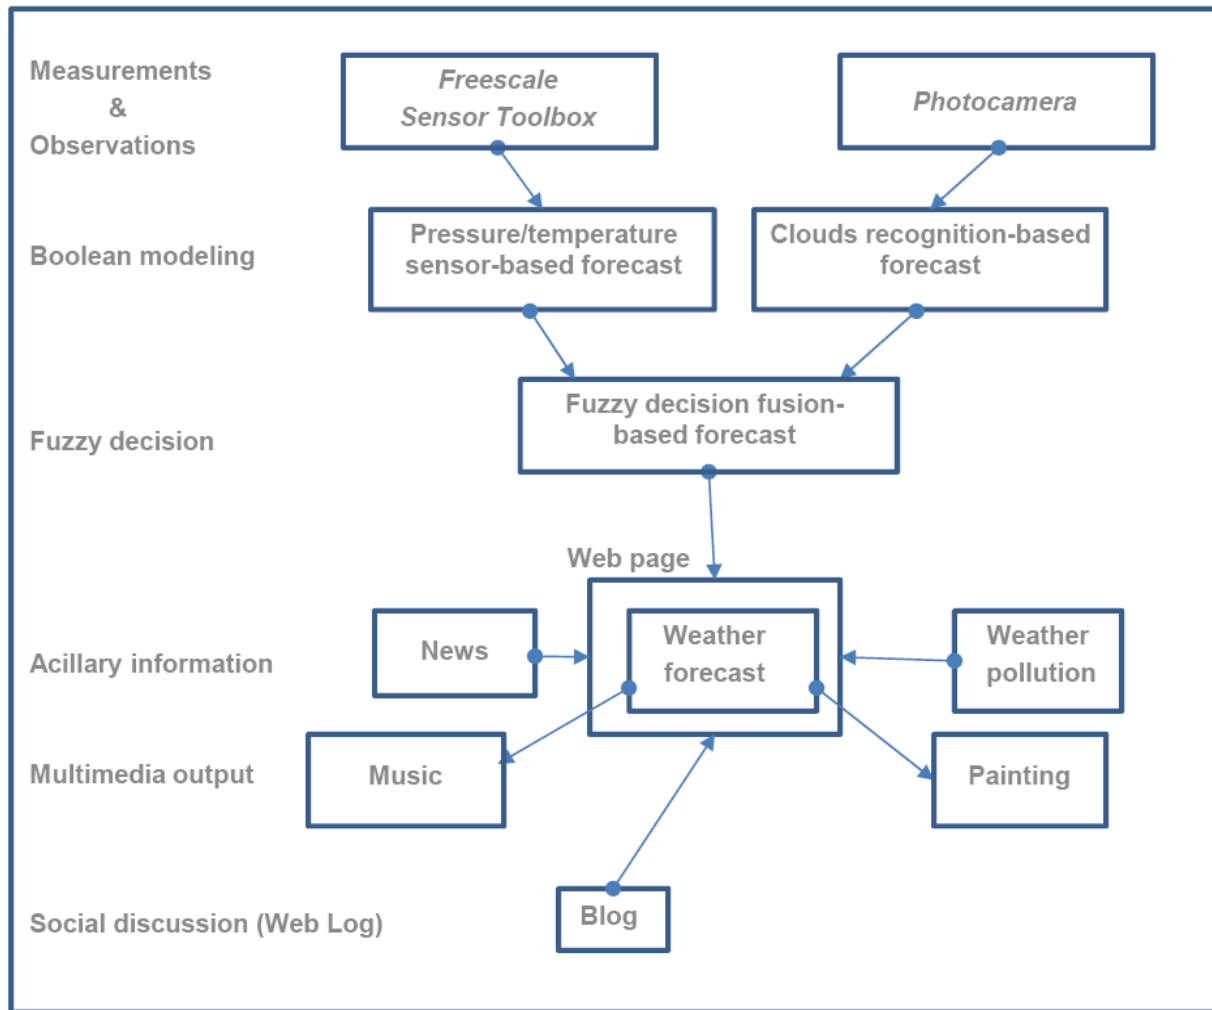 Measurements
&
Observations
Freescale
Sensor Toolbox
Photocamera
Boolean modeling
Pressure/temperature
sensor-based forecast
Clouds recognition-based
forecast
Fuzzy decision
Fuzzy decision fusion-
based forecast
Web page
Acillary information
News
Weather
forecast
Weather
pollution
Multimedia output
Music
Painting
Social discussion (Web Log)
Blog